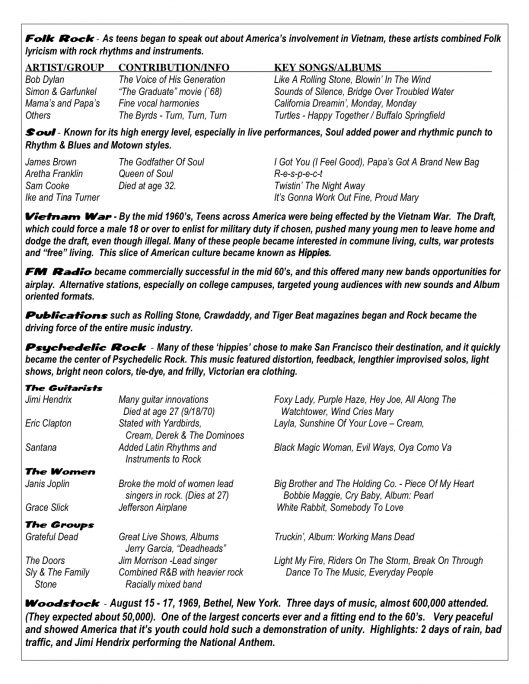 Folk Rock - As teens began to speak out about America's involvement in Vietnam, these artists combined Folk
lyricism with rock rhythms and instruments.
ARTIST/GROUP CONTRIBUTION/INFO KEY SONGS/ALBUMS
Bob Dylan The Voice of His Generation Like A Rolling Stone, Blowin' In The Wind
Simon & Garfunkel "The Graduate" movie (`68) Sounds of Silence, Bridge Over Troubled Water
Mama's and Papa's Fine vocal harmonies California Dreamin', Monday, Monday
Others The Byrds - Turn, Turn, Turn Turtles - Happy Together / Buffalo Springfield
Soul - Known for its high energy level, especially in live performances, Soul added power and rhythmic punch to
Rhythm & Blues and Motown styles.
James Brown The Godfather Of Soul I Got You (I Feel Good), Papa's Got A Brand New Bag
Aretha Franklin Queen of Soul R-e-s-p-e-c-t
Sam Cooke Died at age 32. Twistin' The Night Away
Ike and Tina Turner It's Gonna Work Out Fine, Proud Mary
Vietnam War - By the mid 1960's, Teens across America were being effected by the Vietnam War. The Draft,
which could force a male 18 or over to enlist for military duty if chosen, pushed many young men to leave home and
dodge the draft, even though illegal. Many of these people became interested in commune living, cults, war protests
and "free" living. This slice of American culture became known as Hippies.
FM Radio became commercially successful in the mid 60's, and this offered many new bands opportunities for
airplay. Alternative stations, especially on college campuses, targeted young audiences with new sounds and Album
oriented formats.
Publications such as Rolling Stone, Crawdaddy, and Tiger Beat magazines began and Rock became the
driving force of the entire music industry.
Psychedelic Rock - Many of these 'hippies' chose to make San Francisco their destination, and it quickly
became the center of Psychedelic Rock. This music featured distortion, feedback, lengthier improvised solos, light
shows, bright neon colors, tie-dye, and frilly, Victorian era clothing.
The Guitarists
Jimi Hendrix Many guitar innovations Foxy Lady, Purple Haze, Hey Joe, All Along The
Died at age 27 (9/18/70) Watchtower, Wind Cries Mary
Eric Clapton Stated with Yardbirds, Layla, Sunshine Of Your Love – Cream,
Cream, Derek & The Dominoes
Santana Added Latin Rhythms and Black Magic Woman, Evil Ways, Oya Como Va
Instruments to Rock
The Women
Janis Joplin Broke the mold of women lead Big Brother and The Holding Co. - Piece Of My Heart
singers in rock. (Dies at 27) Bobbie Maggie, Cry Baby, Album: Pearl
Grace Slick Jefferson Airplane White Rabbit, Somebody To Love
The Groups
Grateful Dead Great Live Shows, Albums Truckin', Album: Working Mans Dead
Jerry Garcia, "Deadheads"
The Doors Jim Morrison -Lead singer Light My Fire, Riders On The Storm, Break On Through
Sly & The Family Combined R&B with heavier rock Dance To The Music, Everyday People
Stone Racially mixed band
Woodstock - August 15 - 17, 1969, Bethel, New York. Three days of music, almost 600,000 attended.
(They expected about 50,000). One of the largest concerts ever and a fitting end to the 60's. Very peaceful
and showed America that it's youth could hold such a demonstration of unity. Highlights: 2 days of rain, bad
traffic, and Jimi Hendrix performing the National Anthem.